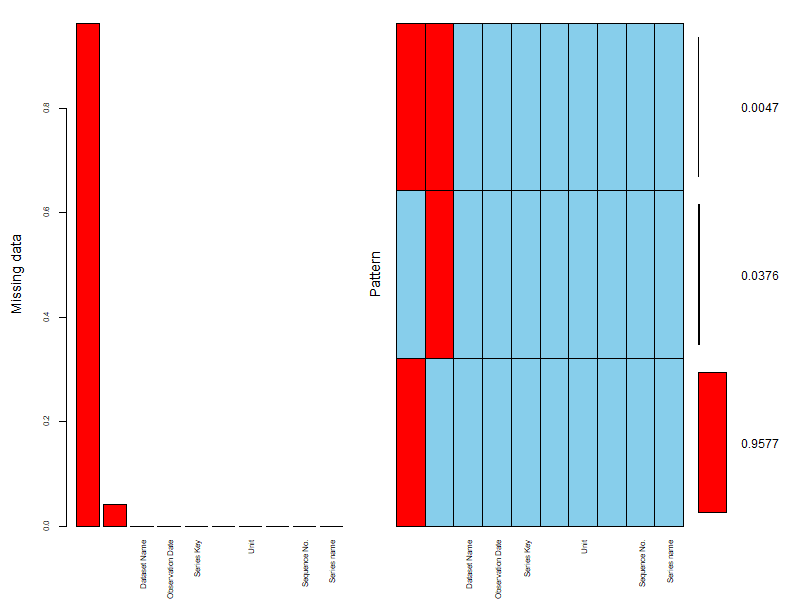 Missing data
0.0
0.2
0.4
0.6
0.8
Dataset Name
Observation Date
Series Key
Unit
Sequence No.
Series name
Pattern
Dataset Name
Observation Date
Series Key
Unit
Sequence No.
Series name
0.0047
0.0376
0.9577